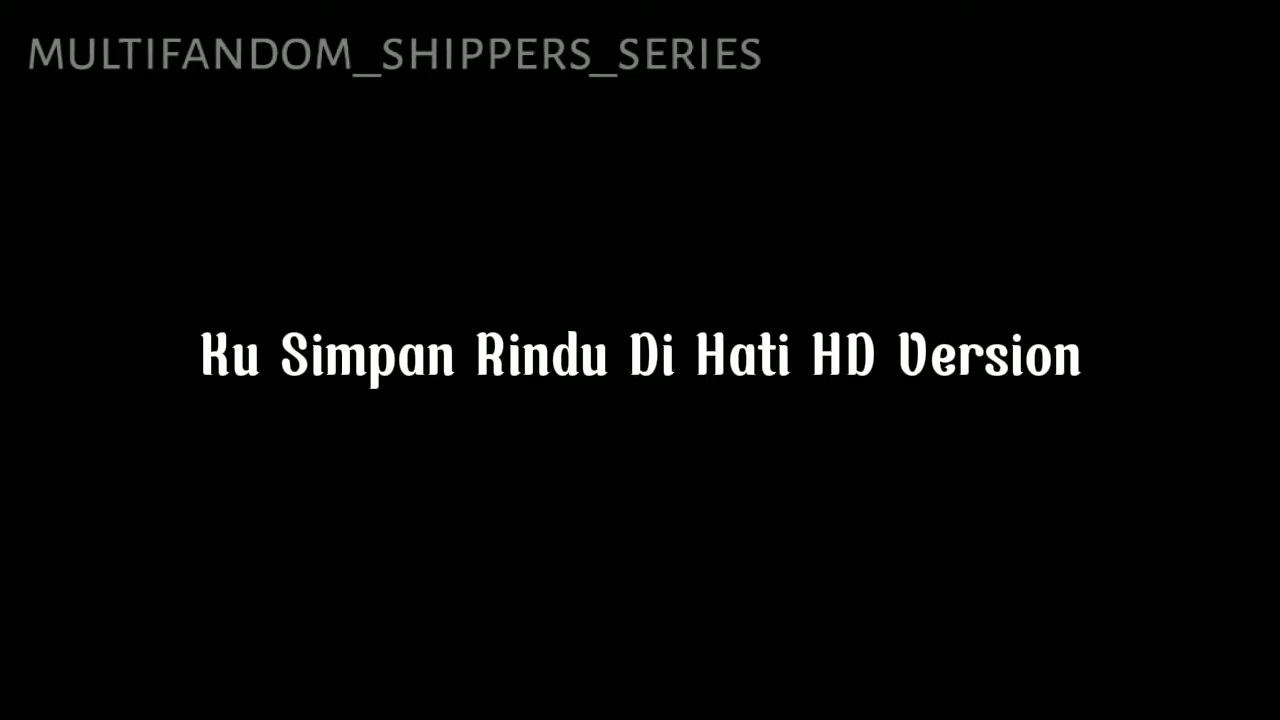 MULTIFANDOM_SHIPPERS_SERIES
Ku Simpan Rindu Di Hati HD Version